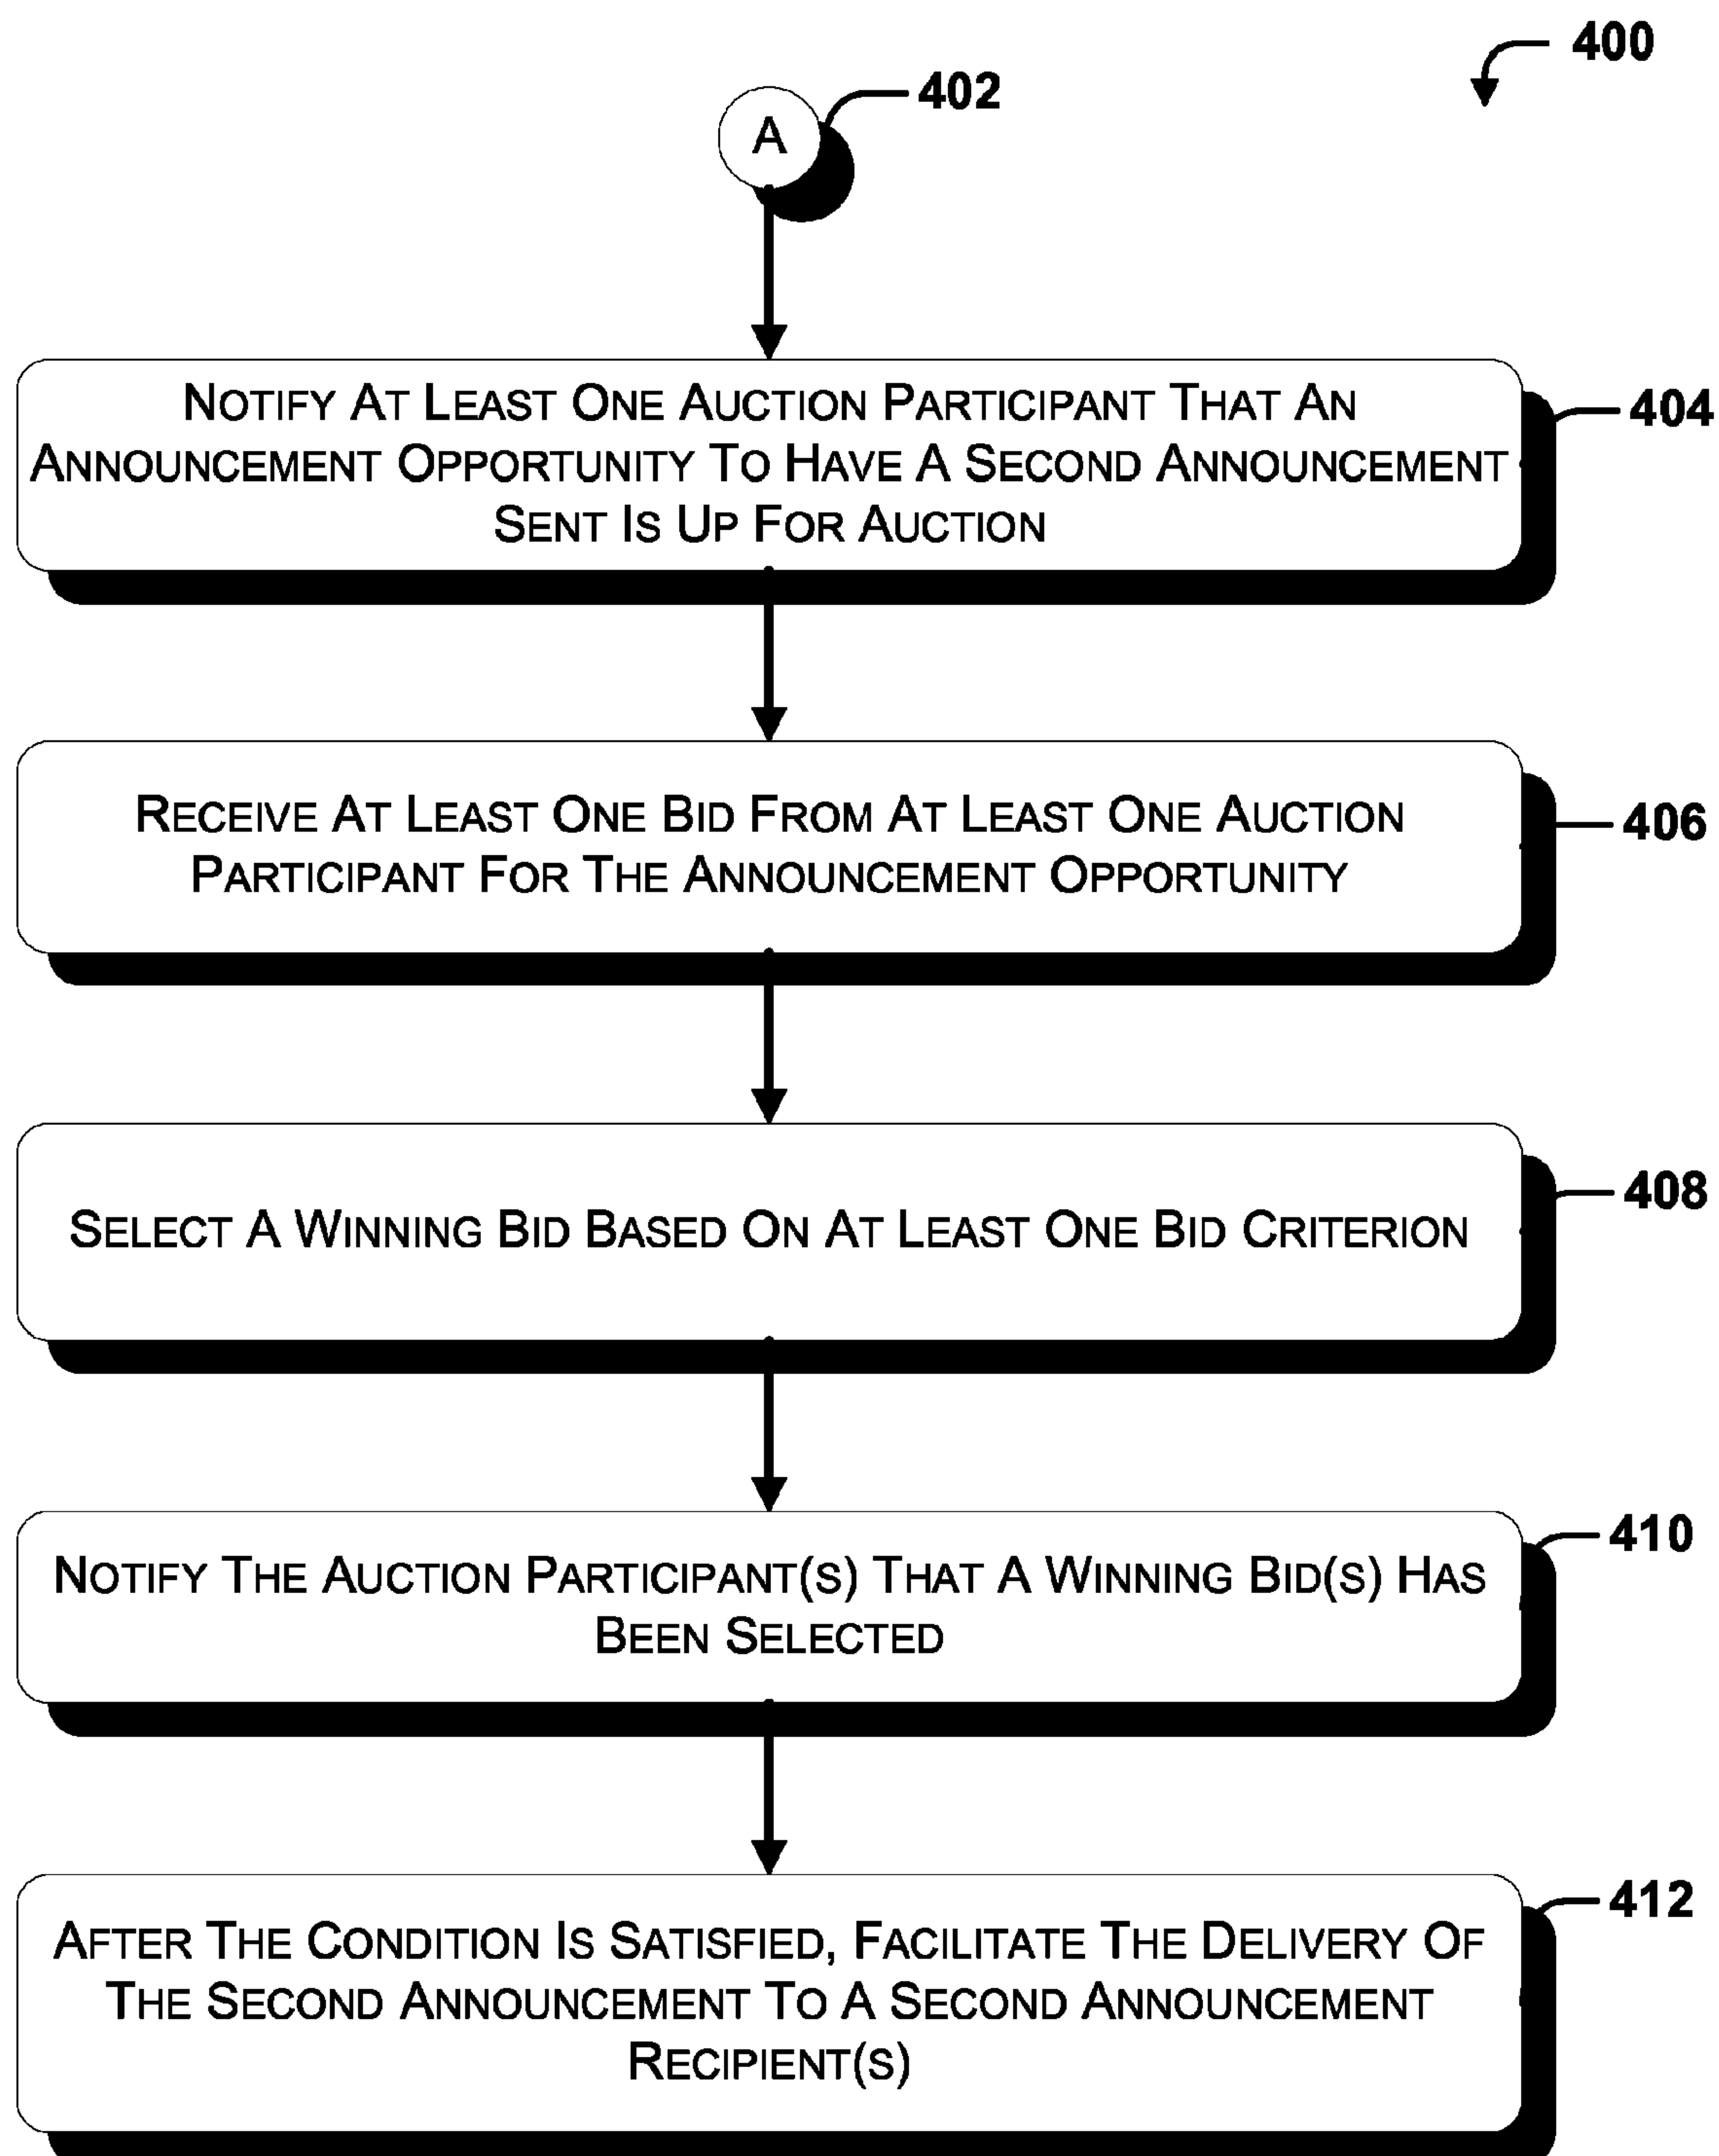 400
402
A
NOTIFY AT LEAST ONE AUCTION PARTICIPANT THAT AN
ANNOUNCEMENT OPPORTUNITY TO HAVE A SECOND ANNOUNCEMENT
SENT IS UP FOR AUCTION
404
RECEIVE AT LEAST ONE BID FROM AT LEAST ONE AUCTION
PARTICIPANT FOR THE ANNOUNCEMENT OPPORTUNITY
406
SELECT A WINNING BID BASED ON AT LEAST ONE BID CRITERION
408
NOTIFY THE AUCTION PARTICIPANT(S) THAT A WINNING BID(S) HAS
BEEN SELECTED
410
AFTER THE CONDITION IS SATISFIED, FACILITATE THE DELIVERY OF
THE SECOND ANNOUNCEMENT TO A SECOND ANNOUNCEMENT
RECIPIENT(S)
412